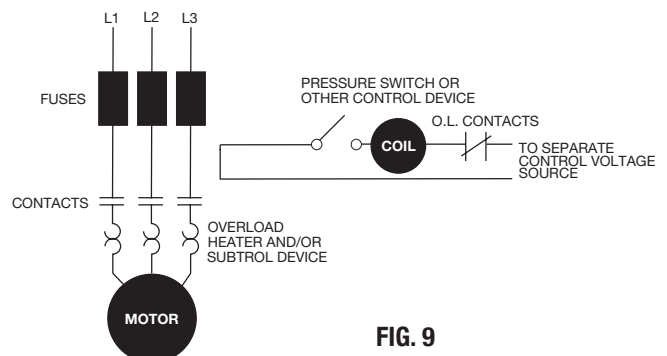 L1 L2 L3
FUSES
PRESSURE SWITCH OR
OTHER CONTROL DEVICE
O.L. CONTACTS
COIL
TO SEPARATE
CONTROL VOLTAGE
SOURCE
CONTACTS
OVERLOAD
HEATER AND/OR
SUBTROL DEVICE
MOTOR
FIG. 9